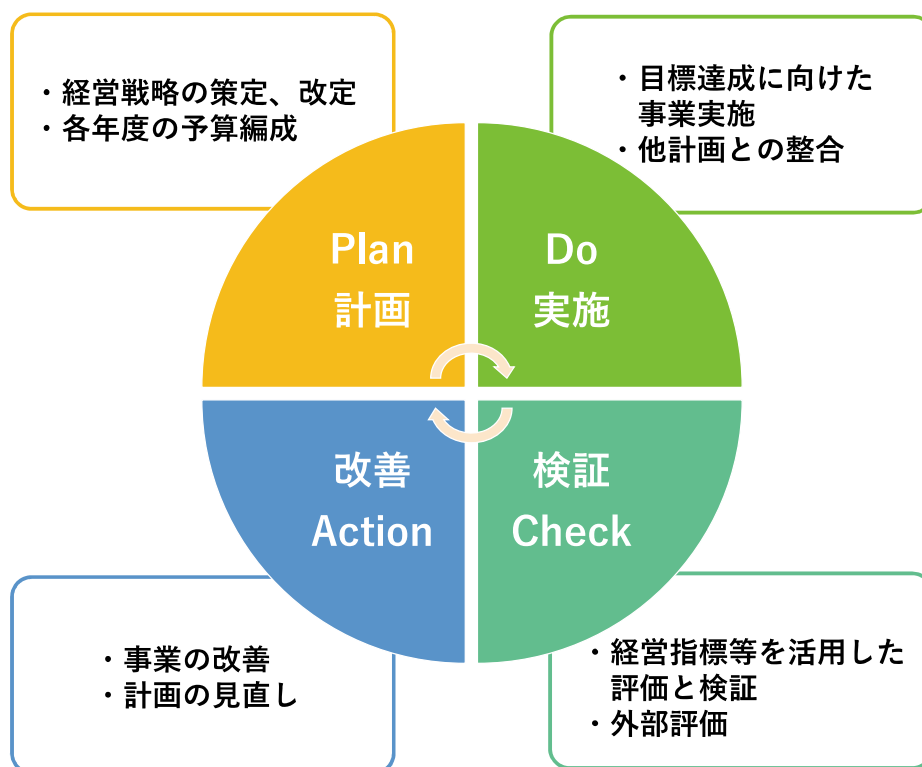 ・経営戦略の策定、改定
・各年度の予算編成
・目標達成に向けた
事業実施
・他計画との整合
Plan
計画
Do
実施
改善
Action
検証
Check
・事業の改善
・計画の見直し
・経営指標等を活用した
評価と検証
・外部評価